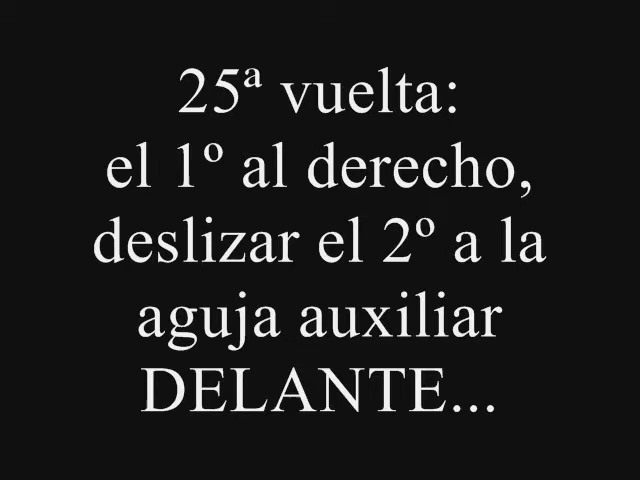 25ª vuelta:
el 1º al derecho,
deslizar el 2º a la
aguja auxiliar
DELANTE...